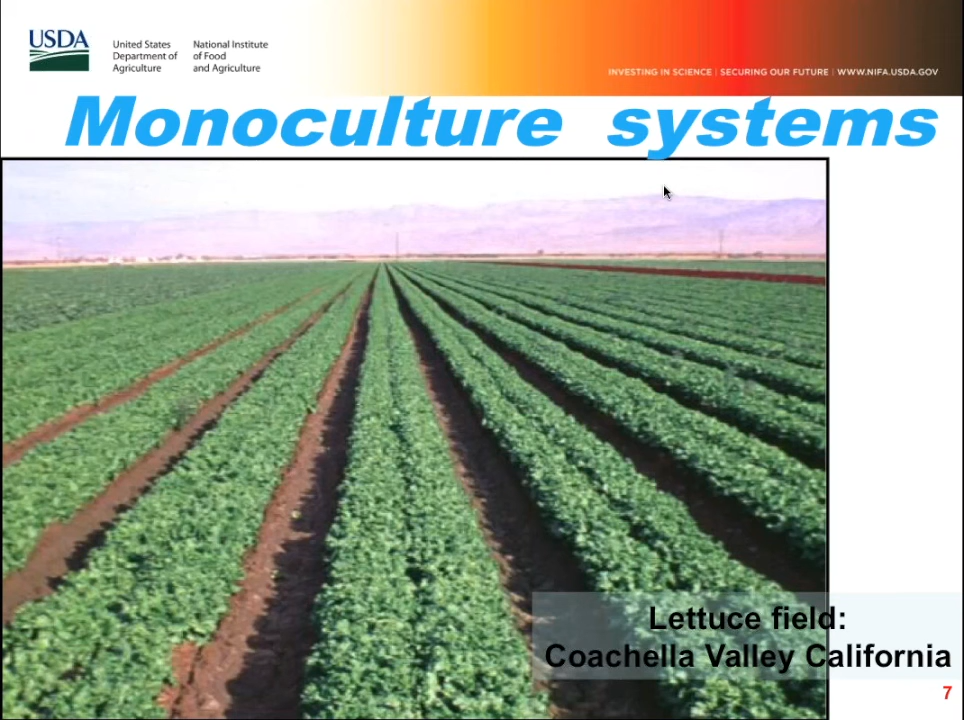 USDA
United States
Department of
Agriculture
National Institute
of Food
and Agriculture
INVESTING IN SCIENCE | SECURING OUR FUTURE | WWW.NIFA.USDA.GOV
Monoculture systems
Lettuce field:
Coachella Valley California
7